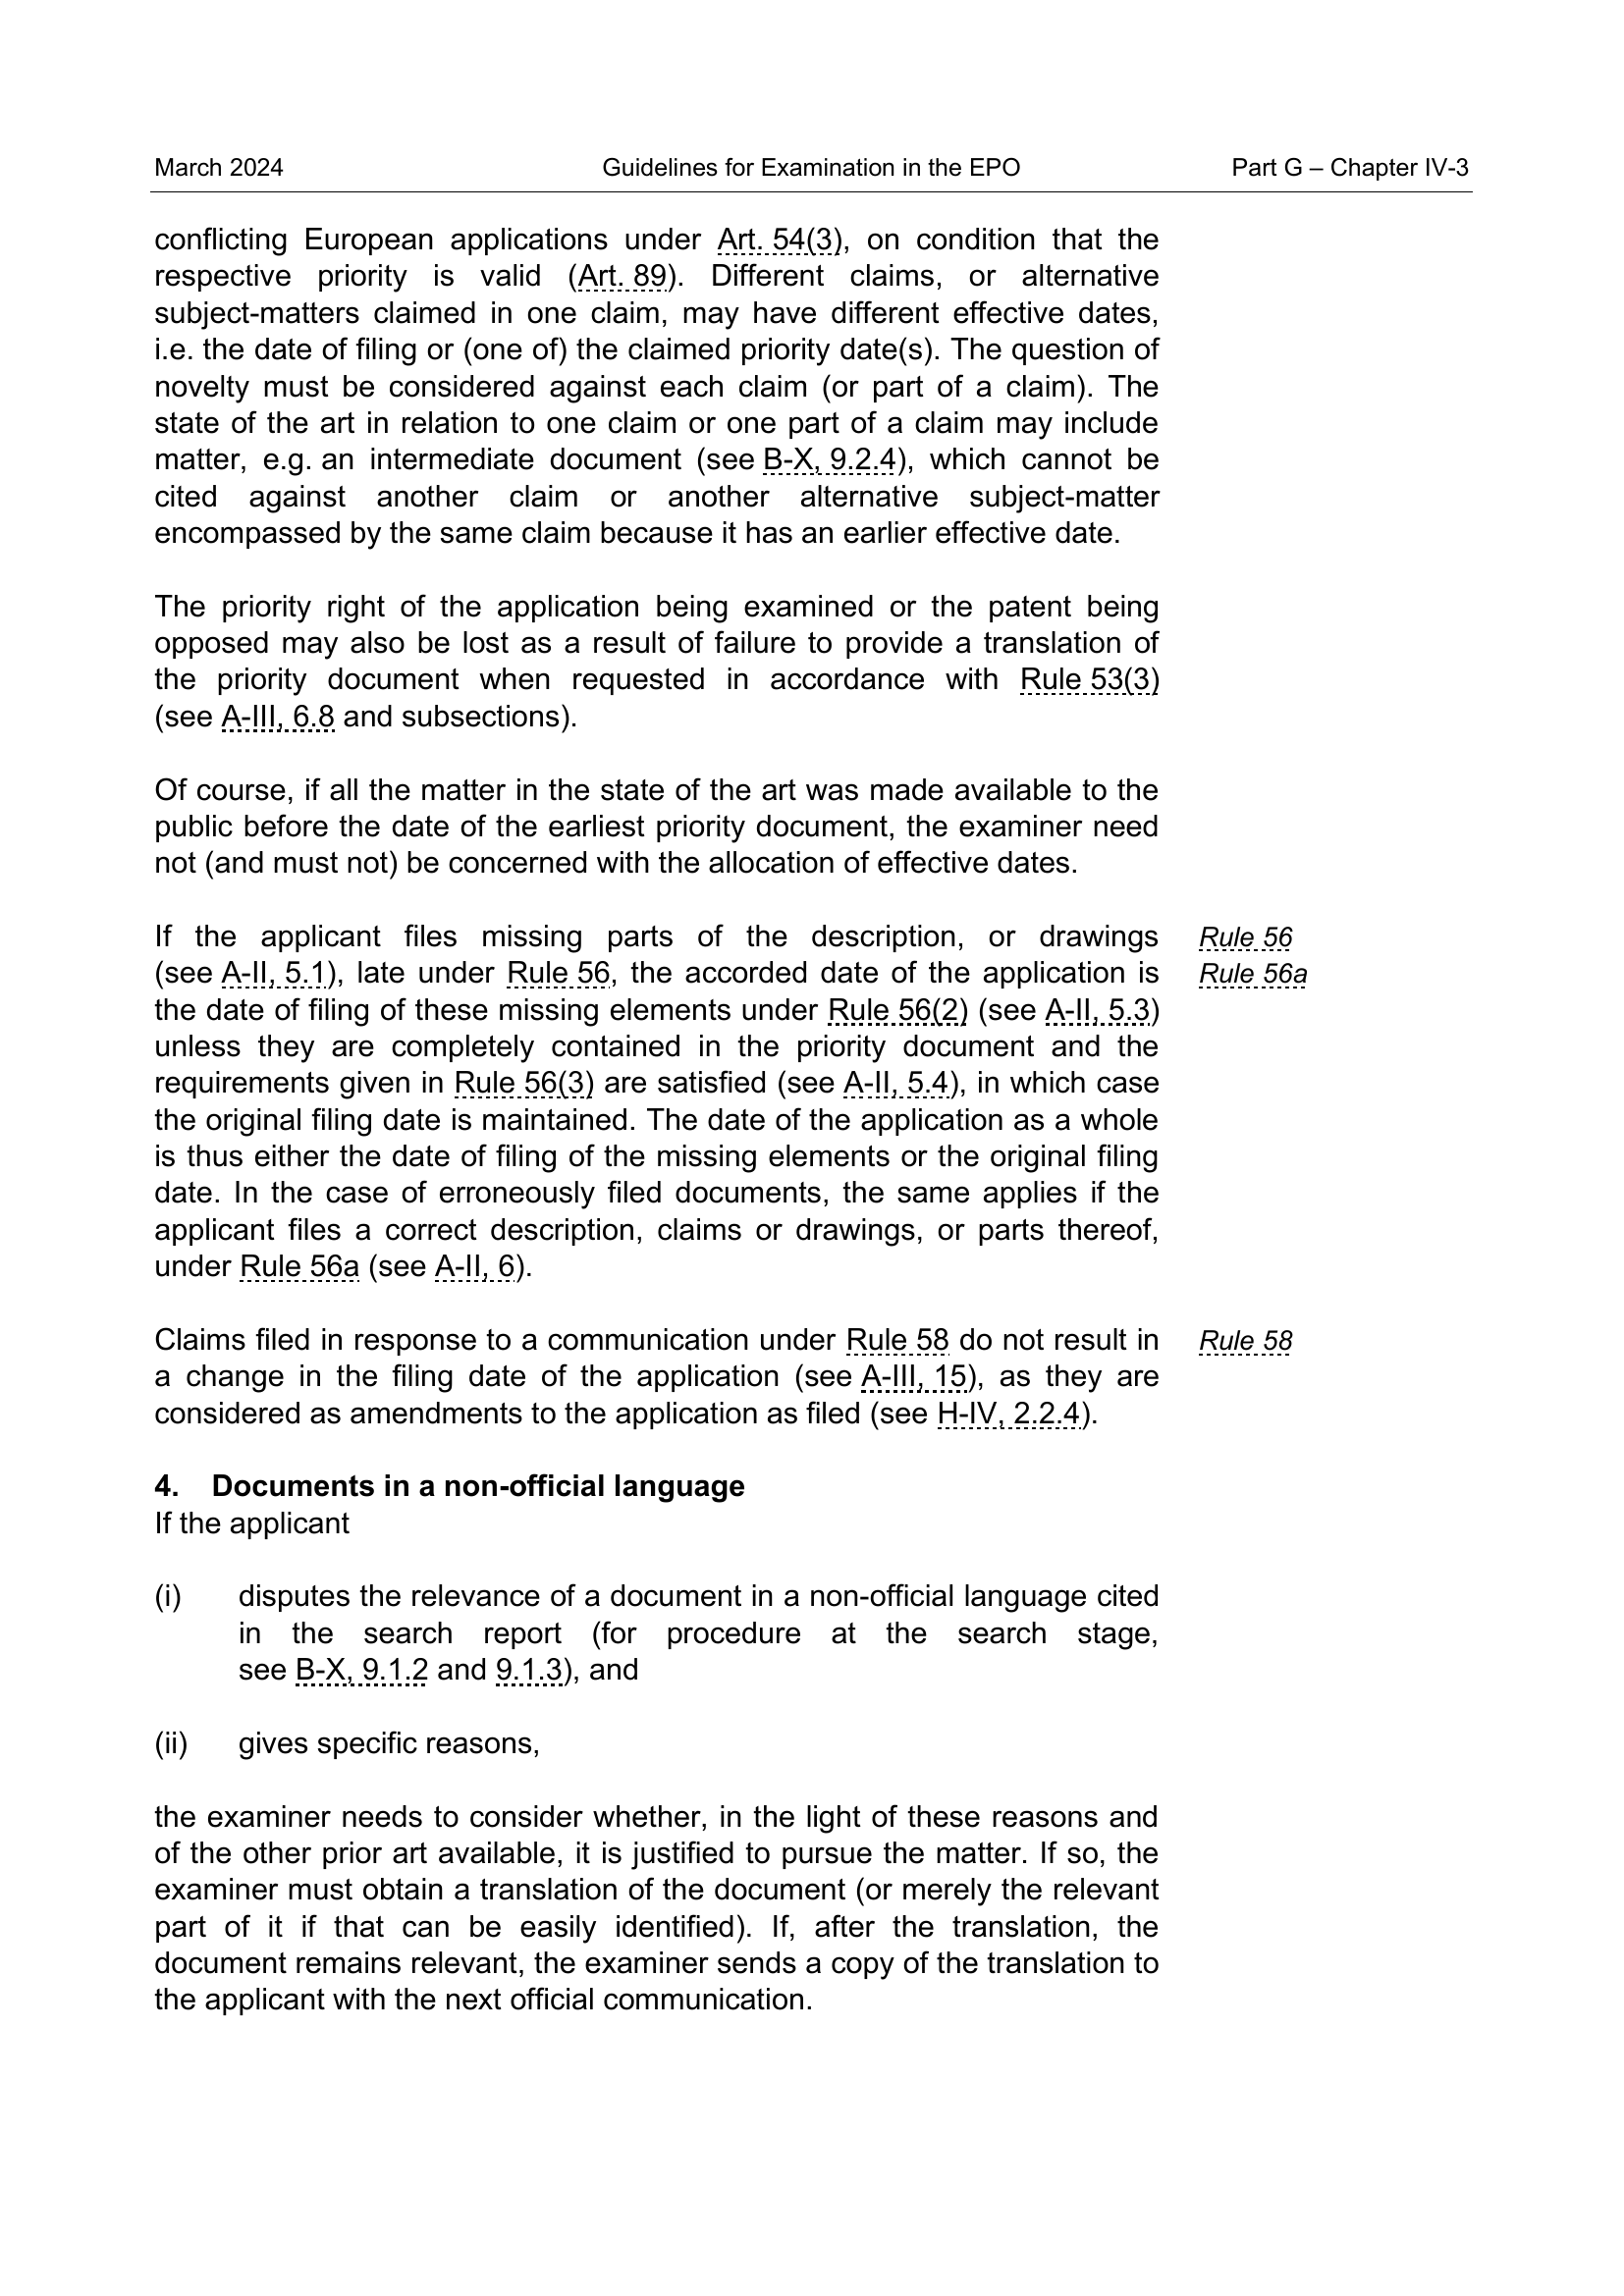 March 2024 Guidelines for Examination in the EPO Part G – Chapter IV-3
conflicting European applications under Art. 54(3), on condition that the
respective priority is valid (Art. 89). Different claims, or alternative
subject-matters claimed in one claim, may have different effective dates,
i.e. the date of filing or (one of) the claimed priority date(s). The question of
novelty must be considered against each claim (or part of a claim). The
state of the art in relation to one claim or one part of a claim may include
matter, e.g. an intermediate document (see B-X, 9.2.4), which cannot be
cited against another claim or another alternative subject-matter
encompassed by the same claim because it has an earlier effective date.
The priority right of the application being examined or the patent being
opposed may also be lost as a result of failure to provide a translation of
the priority document when requested in accordance with Rule 53(3)
(see A-III, 6.8 and subsections).
Of course, if all the matter in the state of the art was made available to the
public before the date of the earliest priority document, the examiner need
not (and must not) be concerned with the allocation of effective dates.
If the applicant files missing parts of the description, or drawings Rule 56
(see A-II, 5.1), late under Rule 56, the accorded date of the application is Rule 56a
the date of filing of these missing elements under Rule 56(2) (see A-II, 5.3)
unless they are completely contained in the priority document and the
requirements given in Rule 56(3) are satisfied (see A-II, 5.4), in which case
the original filing date is maintained. The date of the application as a whole
is thus either the date of filing of the missing elements or the original filing
date. In the case of erroneously filed documents, the same applies if the
applicant files a correct description, claims or drawings, or parts thereof,
under Rule 56a (see A-II, 6).
Claims filed in response to a communication under Rule 58 do not result in Rule 58
a change in the filing date of the application (see A-III, 15), as they are
considered as amendments to the application as filed (see H-IV, 2.2.4).
4. Documents in a non-official language
If the applicant
(i) disputes the relevance of a document in a non-official language cited
in the search report (for procedure at the search stage,
see B-X, 9.1.2 and 9.1.3), and
(ii) gives specific reasons,
the examiner needs to consider whether, in the light of these reasons and
of the other prior art available, it is justified to pursue the matter. If so, the
examiner must obtain a translation of the document (or merely the relevant
part of it if that can be easily identified). If, after the translation, the
document remains relevant, the examiner sends a copy of the translation to
the applicant with the next official communication.